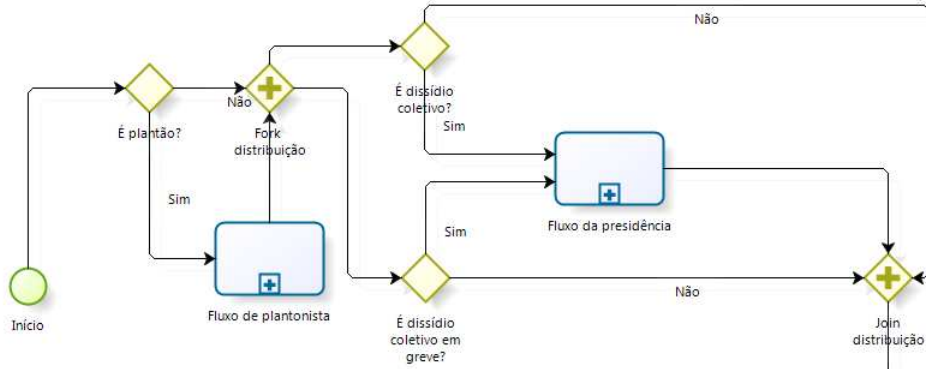 Não
É dissídio
coletivo?
Não
É plantão?
Fork
distribuição
Sim
Sim
Fluxo da presidência
Sim
Fluxo de plantonista
Não
Início
É dissídio
coletivo em
greve?
Join
distribuição